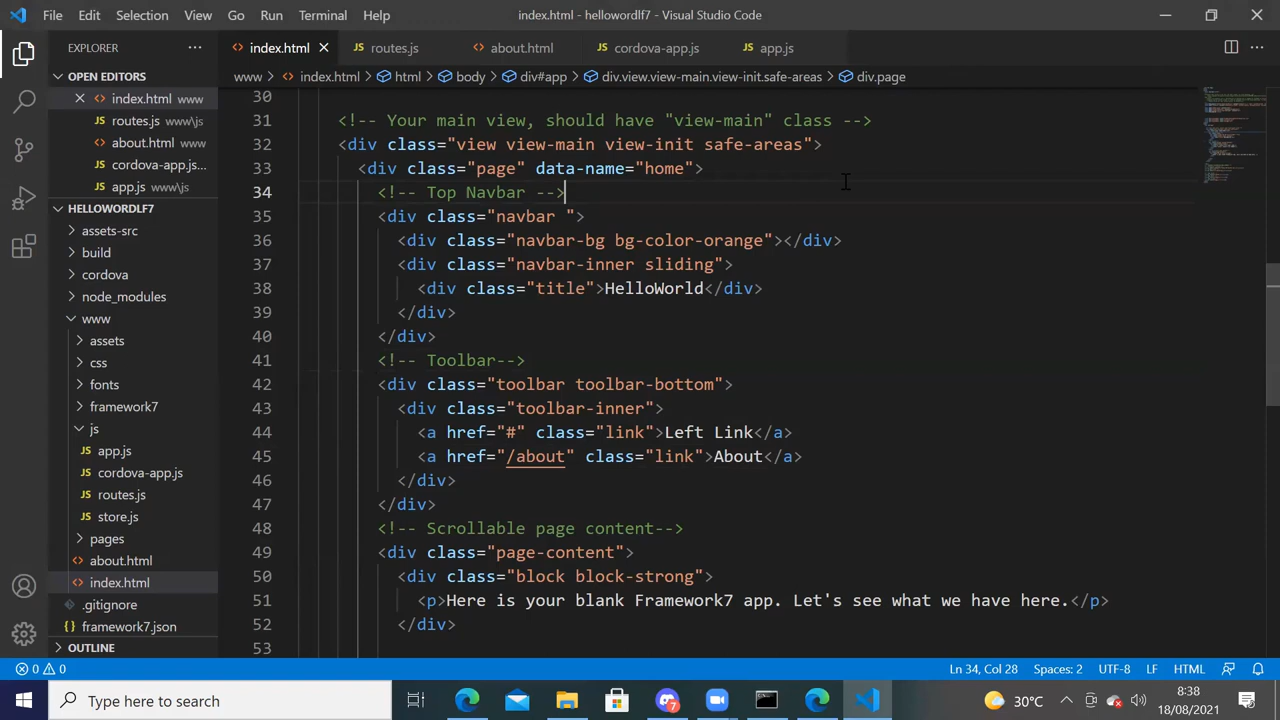 File Edit Selection View Go Run Terminal Help index.html - hellowordlf7 - Visual Studio Code
EXPLORER ...
index.html routes.js about.html cordova-app.js app.js ...
OPEN EDITORS
index.html www
routes.js www\js
about.html www
cordova-app.js...
app.js www\js
HELLOWORDLF7
assets-src
build
cordova
node_modules
www
assets
css
fonts
framework7
js
app.js
cordova-app.js
routes.js
store.js
pages
about.html
index.html
.gitignore
framework7.json
OUTLINE
www > index.html > html > body > div#app > div.view.view-main.view-init.safe-areas > div.page
30
31 <!-- Your main view, should have "view-main" class -->
32 <div class="view view-main view-init safe-areas">
33 <div class="page" data-name="home">
34 <!-- Top Navbar -->
35 <div class="navbar ">
36 <div class="navbar-bg bg-color-orange"></div>
37 <div class="navbar-inner sliding">
38 <div class="title">HelloWorld</div>
39 </div>
40 </div>
41 <!-- Toolbar-->
42 <div class="toolbar toolbar-bottom">
43 <div class="toolbar-inner">
44 <a href="#" class="link">Left Link</a>
45 <a href="/about" class="link">About</a>
46 </div>
47 </div>
48 <!-- Scrollable page content-->
49 <div class="page-content">
50 <div class="block block-strong">
51 <p>Here is your blank Framework7 app. Let's see what we have here.</p>
52 </div>
53
0 0 Ln 34, Col 28 Spaces: 2 UTF-8 LF HTML
Type here to search 7 30°C 8:38
18/08/2021